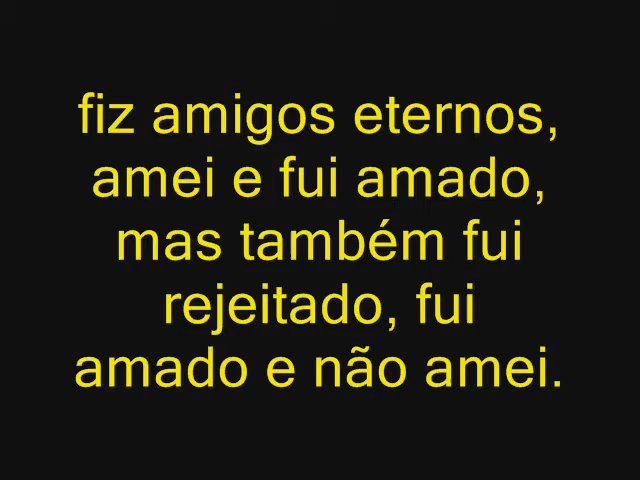 fiz amigos eternos,
amei e fui amado,
mas também fui
rejeitado, fui
amado e não amei.